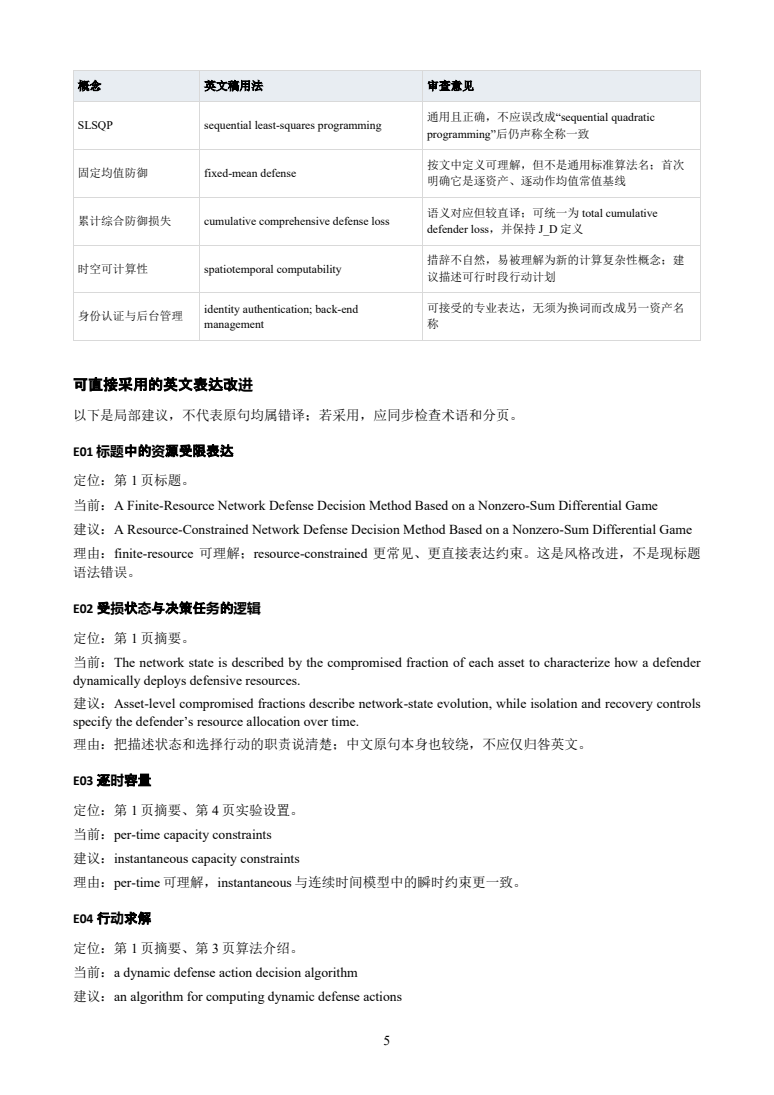 概念 英文稿用法 审查意见
SLSQP sequential least-squares programming 通用且正确，不应误改成“sequential quadratic
programming”后仍声称全称一致
固定均值防御 fixed-mean defense 按文中定义可理解，但不是通用标准算法名；首次
明确它是逐资产、逐动作均值常值基线
累计综合防御损失 cumulative comprehensive defense loss 语义对应但较直译；可统一为 total cumulative
defender loss，并保持 J_D 定义
时空可计算性 spatiotemporal computability 措辞不自然，易被理解为新的计算复杂性概念；建
议描述可行时段行动计划
身份认证与后台管理 identity authentication; back-end
management
可接受的专业表达，无须为换词而改成另一资产名
称
可直接采用的英文表达改进
以下是局部建议，不代表原句均属错译；若采用，应同步检查术语和分页。
E01 标题中的资源受限表达
定位：第 1 页标题。
当前：A Finite-Resource Network Defense Decision Method Based on a Nonzero-Sum Differential Game
建议：A Resource-Constrained Network Defense Decision Method Based on a Nonzero-Sum Differential Game
理由：finite-resource 可理解；resource-constrained 更常见、更直接表达约束。这是风格改进，不是现标题
语法错误。
E02 受损状态与决策任务的逻辑
定位：第 1 页摘要。
当前：The network state is described by the compromised fraction of each asset to characterize how a defender
dynamically deploys defensive resources.
建议：Asset-level compromised fractions describe network-state evolution, while isolation and recovery controls
specify the defender’s resource allocation over time.
理由：把描述状态和选择行动的职责说清楚；中文原句本身也较绕，不应仅归咎英文。
E03 逐时容量
定位：第 1 页摘要、第 4 页实验设置。
当前：per-time capacity constraints
建议：instantaneous capacity constraints
理由：per-time 可理解，instantaneous 与连续时间模型中的瞬时约束更一致。
E04 行动求解
定位：第 1 页摘要、第 3 页算法介绍。
当前：a dynamic defense action decision algorithm
建议：an algorithm for computing dynamic defense actions
5